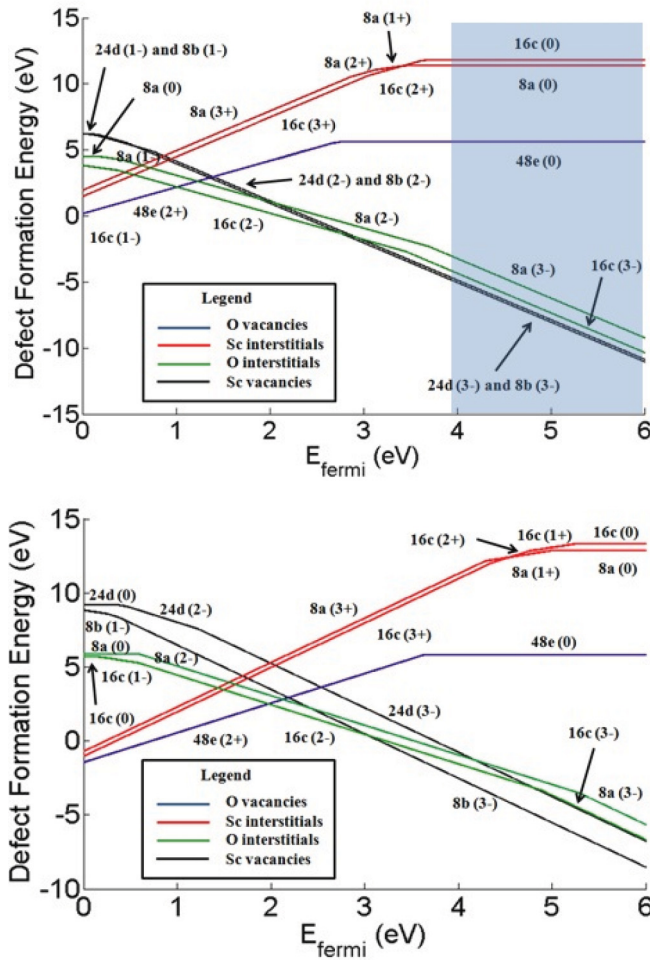 15
10
5
0
-5
-10
-15
Defect Formation Energy (eV)
24d (1-) and 8b (1-)
8a (0)
8a (1-)
16c (1-)
48e (2+)
16c (2-)
8a (3+)
16c (3+)
8a (2+)
8a (1+)
16c (2+)
16c (0)
8a (0)
48e (0)
24d (2-) and 8b (2-)
8a (2-)
8a (3-)
16c (3-)
24d (3-) and 8b (3-)
Legend
O vacancies
Sc interstitials
O interstitials
Sc vacancies
0 1 2 3 4 5 6
E fermi (eV)
15
10
5
0
-5
-10
Defect Formation Energy (eV)
24d (0)
24d (2-)
8b (1-)
8a (0)
8a (2-)
16c (1-)
16c (0)
48e (2+)
16c (2-)
8a (3+)
16c (3+)
16c (2+)
16c (1+)
16c (0)
8a (1+)
8a (0)
48e (0)
24d (3-)
16c (3-)
8b (3-)
8a (3-)
Legend
O vacancies
Sc interstitials
O interstitials
Sc vacancies
0 1 2 3 4 5 6
E fermi (eV)